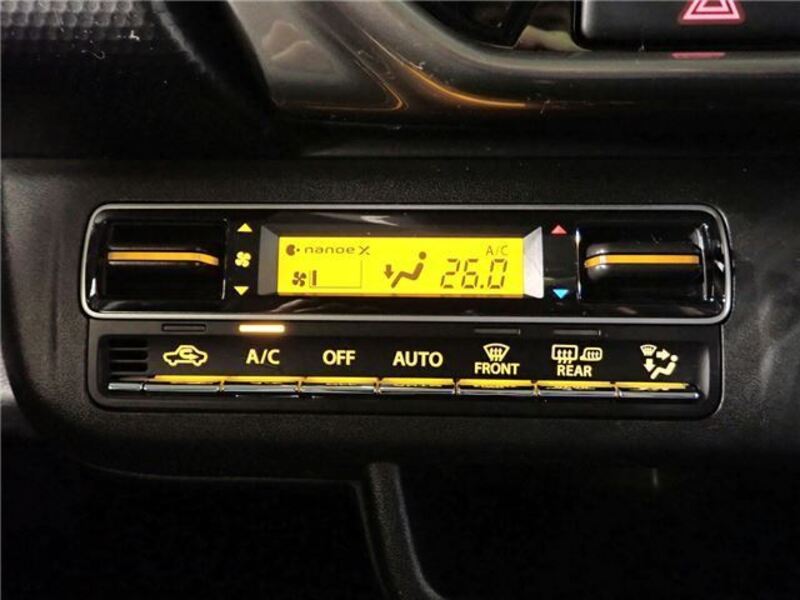 nanoe X
A/C
26.0
A/C
OFF
AUTO
FRONT
REAR